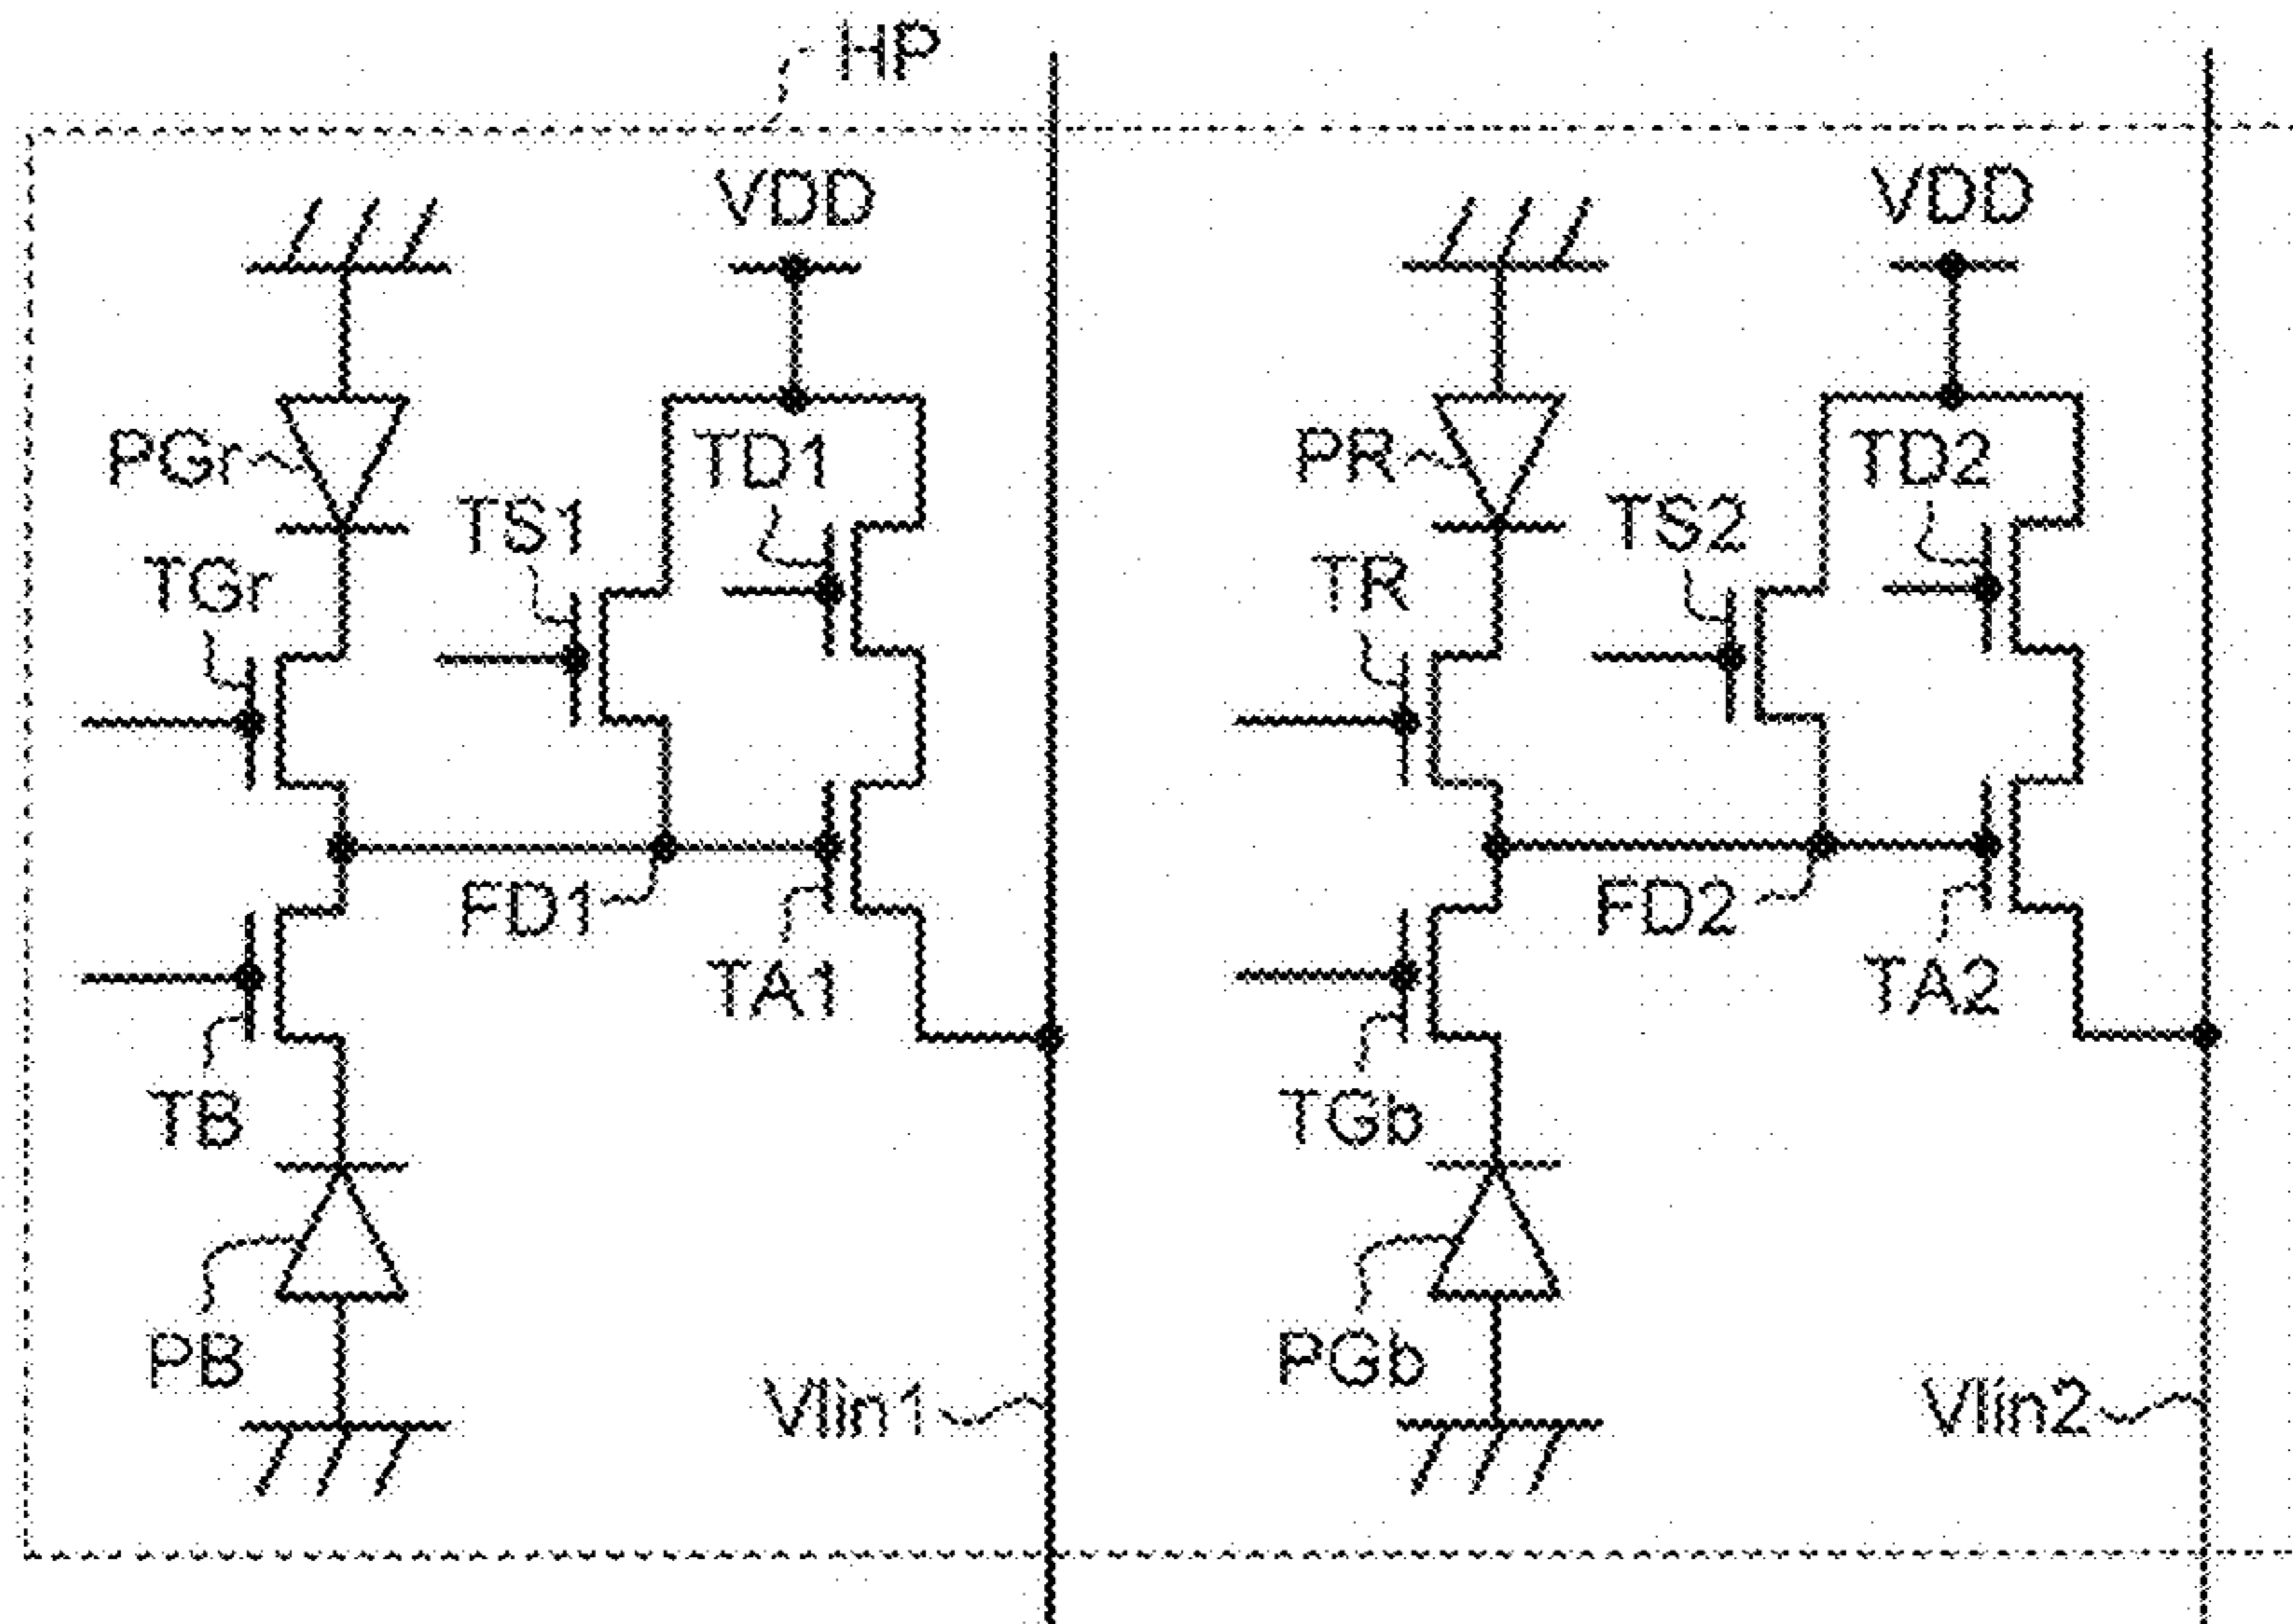 HP
VDD
VDD
PGr
TD1
PR
TD2
TS1
TS2
TGr
TR
FD1
FD2
TA1
TA2
TB
TGb
PB
PGb
Vlin1
Vlin2